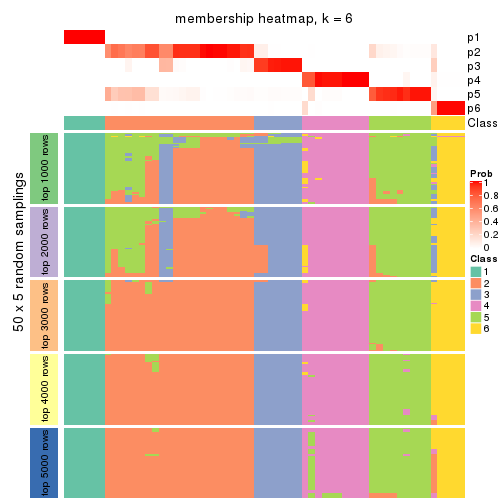 membership heatmap, k = 6
p1
p2
p3
p4
p5
p6
Class
50 x 5 random samplings
top 1000 rows
top 2000 rows
top 3000 rows
top 4000 rows
top 5000 rows
Prob
1
0.8
0.6
0.4
0.2
0
Class
1
2
3
4
5
6